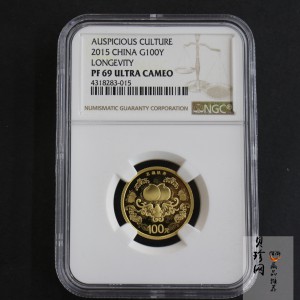 AUSPICIOUS CULTURE
2015 CHINA G100Y
LONGEVITY
PF 69 ULTRA CAMEO
4318283-015
NUMISMATIC GUARANTY CORPORATION
NGC
100元